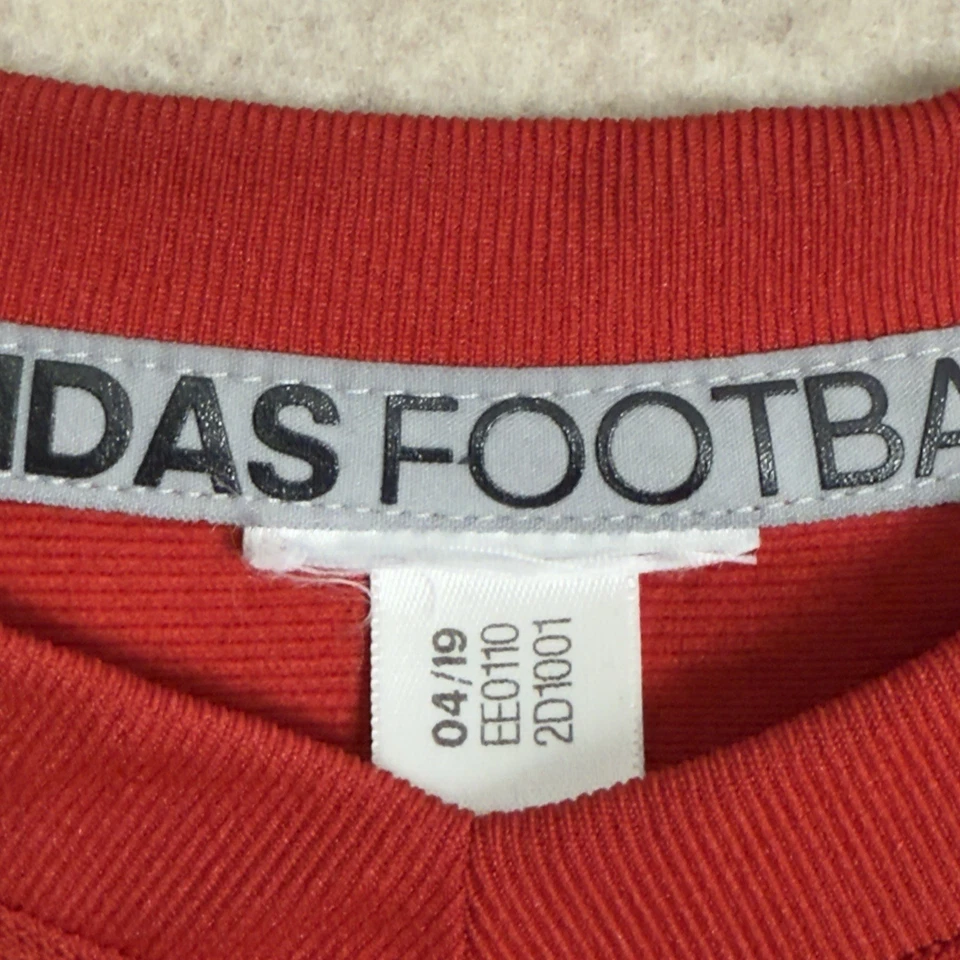 IDAS FOOTBA
04/19
EE0110
2D1001